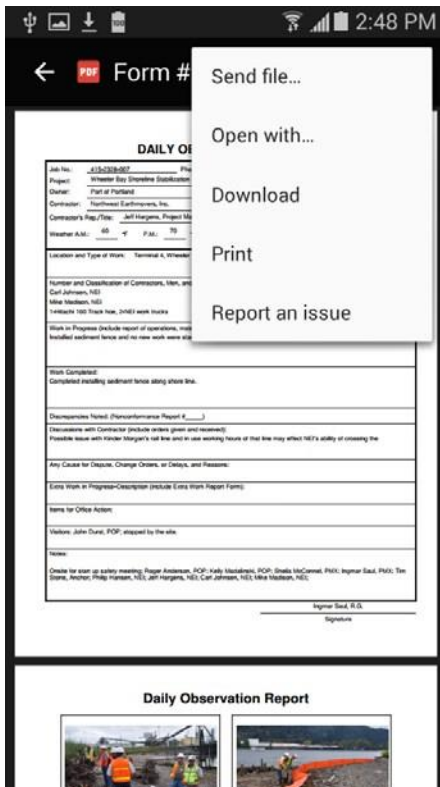 100
2:48 PM
PDF Form #
Send file...
Open with...
Download
Print
Report an issue
DAILY OB
Job No.: 415-2328-007 Pho
Project: Wheeler Bay Shoreline Stabilization
Owner: Port of Portland
Contractor: Northwest Earthmovers, Inc.
Contractor's Rep./Title: Jeff Hargens, Project Ma
Weather A.M.: 60 °F P.M.: 70
Location and Type of Work: Terminal 4, Wheeler
Number and Classification of Contractors, Men, and
Carl Johnsen, NEI
Mike Madison, NEI
1-Hitachi 160 Track hoe, 2-NEI work trucks
Work in Progress (include report of operations, mate
Installed sediment fence and no new work were star
Work Completed:
Completed installing sediment fence along shore line.
Discrepancies Noted: (Nonconformance Report #_____)
Discussions with Contractor (include orders given and received):
Possible issue with Kinder Morgan's rail line and in use working hours of that line may effect NEI's ability of crossing the
Any Cause for Dispute, Change Orders, or Delays, and Reasons:
Extra Work in Progress-Description (include Extra Work Report Form):
Items for Office Action:
Visitors: John Durst, POP; stopped by the site.
Notes:
Onsite for start up safety meeting; Roger Anderson, POP; Kelly Madalinski, POP; Sheila McConnel, PMX; Ingmar Saul, PMX; Tim
Stone, Anchor; Philip Hansen, NEI; Jeff Hargens, NEI; Carl Johnsen, NEI; Mike Madison, NEI;
Ingmar Saul, R.G.
Signature
Daily Observation Report